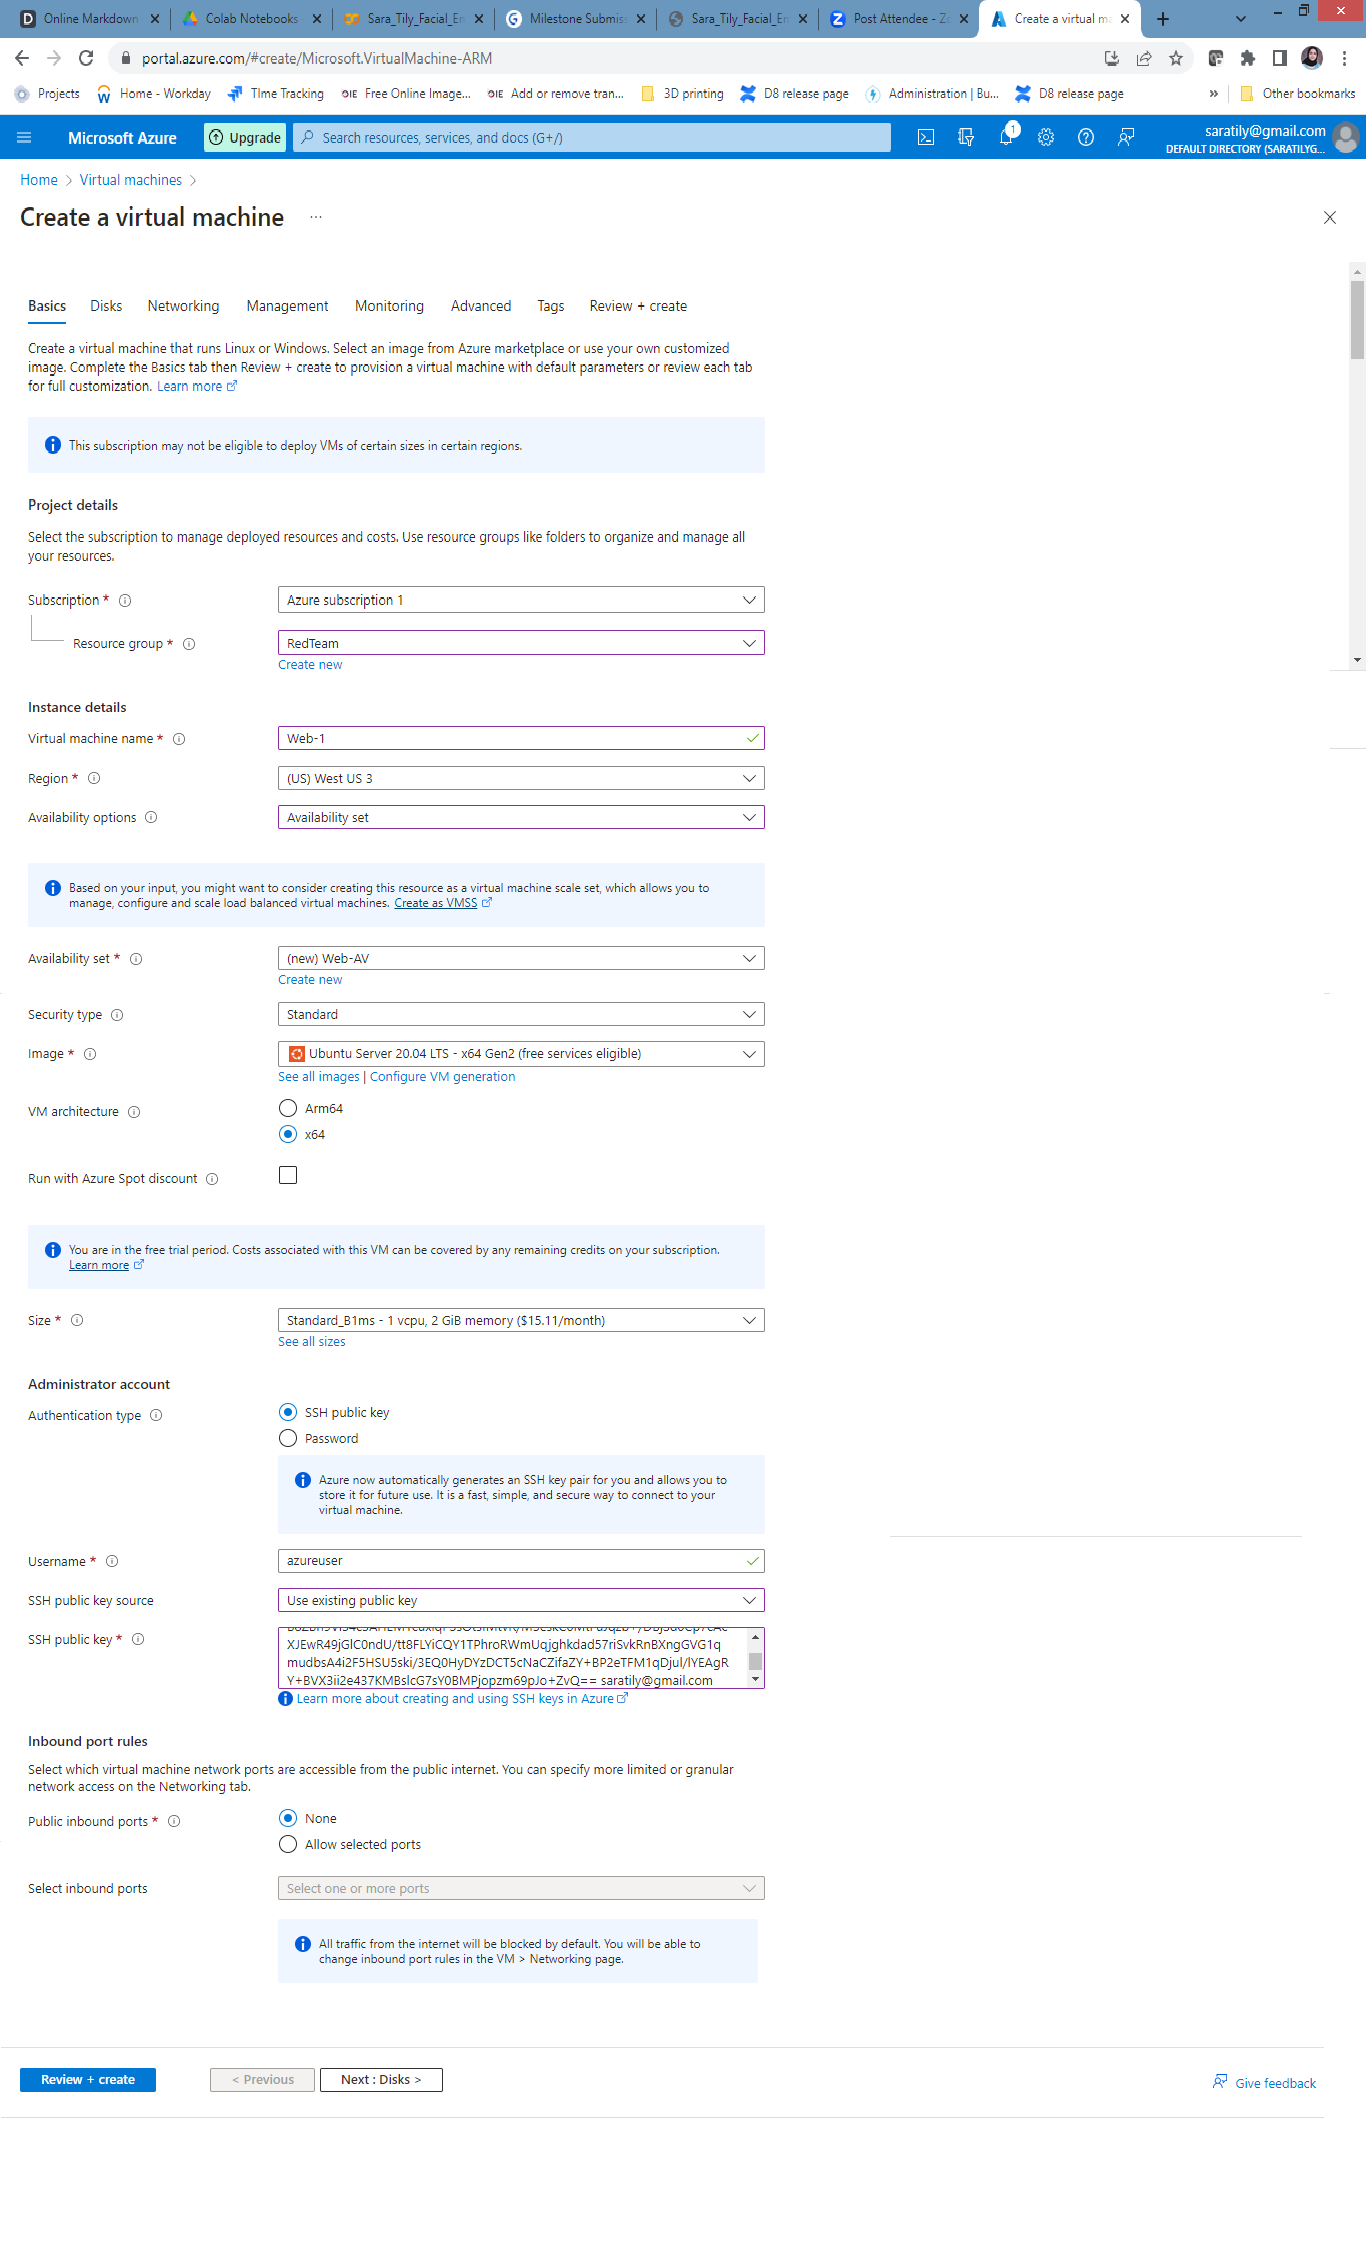 Online Markdown
Colab Notebooks
Sara_Tily_Facial_Em
Milestone Submiss
Sara_Tily_Facial_Em
Post Attendee - Zo
Create a virtual ma
portal.azure.com/#create/Microsoft.VirtualMachine-ARM
Projects
Home - Workday
TIme Tracking
OIE Free Online Image...
OIE Add or remove tran...
3D printing
D8 release page
Administration | Bu...
D8 release page
»
Other bookmarks
Microsoft Azure
Upgrade
Search resources, services, and docs (G+/)
1
saratily@gmail.com
DEFAULT DIRECTORY (SARATILYG...
Home > Virtual machines >
Create a virtual machine ...
Basics Disks Networking Management Monitoring Advanced Tags Review + create
Create a virtual machine that runs Linux or Windows. Select an image from Azure marketplace or use your own customized
image. Complete the Basics tab then Review + create to provision a virtual machine with default parameters or review each tab
for full customization. Learn more
This subscription may not be eligible to deploy VMs of certain sizes in certain regions.
Project details
Select the subscription to manage deployed resources and costs. Use resource groups like folders to organize and manage all
your resources.
Subscription * Azure subscription 1
Resource group * RedTeam
Create new
Instance details
Virtual machine name * Web-1
Region * (US) West US 3
Availability options Availability set
Based on your input, you might want to consider creating this resource as a virtual machine scale set, which allows you to
manage, configure and scale load balanced virtual machines. Create as VMSS
Availability set * (new) Web-AV
Create new
Security type Standard
Image * Ubuntu Server 20.04 LTS - x64 Gen2 (free services eligible)
See all images | Configure VM generation
VM architecture Arm64
x64
Run with Azure Spot discount
You are in the free trial period. Costs associated with this VM can be covered by any remaining credits on your subscription.
Learn more
Size * Standard_B1ms - 1 vcpu, 2 GiB memory ($15.11/month)
See all sizes
Administrator account
Authentication type SSH public key
Password
Azure now automatically generates an SSH key pair for you and allows you to
store it for future use. It is a fast, simple, and secure way to connect to your
virtual machine.
Username * azureuser
SSH public key source Use existing public key
SSH public key *
XJEwR49jGlC0ndU/tt8FLYiCQY1TPhroRWmUqjghkdad57riSvkRnBXngGVG1q
mudbsA4i2F5HSU5ski/3EQ0HyDYzDCT5cNaCZifaZY+BP2eTFM1qDjul/lYEAgR
Y+BVX3ii2e437KMBslcG7sY0BMPjopzm69pJo+ZvQ== saratily@gmail.com
Learn more about creating and using SSH keys in Azure
Inbound port rules
Select which virtual machine network ports are accessible from the public internet. You can specify more limited or granular
network access on the Networking tab.
Public inbound ports * None
Allow selected ports
Select inbound ports Select one or more ports
All traffic from the internet will be blocked by default. You will be able to
change inbound port rules in the VM > Networking page.
Review + create
< Previous
Next : Disks >
Give feedback